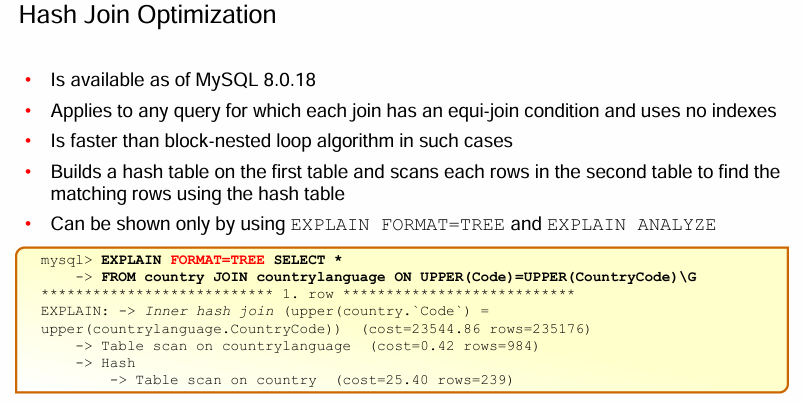 Hash Join Optimization
• Is available as of MySQL 8.0.18
• Applies to any query for which each join has an equi-join condition and uses no indexes
• Is faster than block-nested loop algorithm in such cases
• Builds a hash table on the first table and scans each rows in the second table to find the
matching rows using the hash table
• Can be shown only by using EXPLAIN FORMAT=TREE and EXPLAIN ANALYZE
mysql> EXPLAIN FORMAT=TREE SELECT *
    -> FROM country JOIN countrylanguage ON UPPER(Code)=UPPER(CountryCode)\G
*************************** 1. row ***************************
EXPLAIN: -> Inner hash join (upper(country.`Code`) =
upper(countrylanguage.CountryCode))  (cost=23544.86 rows=235176)
    -> Table scan on countrylanguage  (cost=0.42 rows=984)
    -> Hash
        -> Table scan on country  (cost=25.40 rows=239)